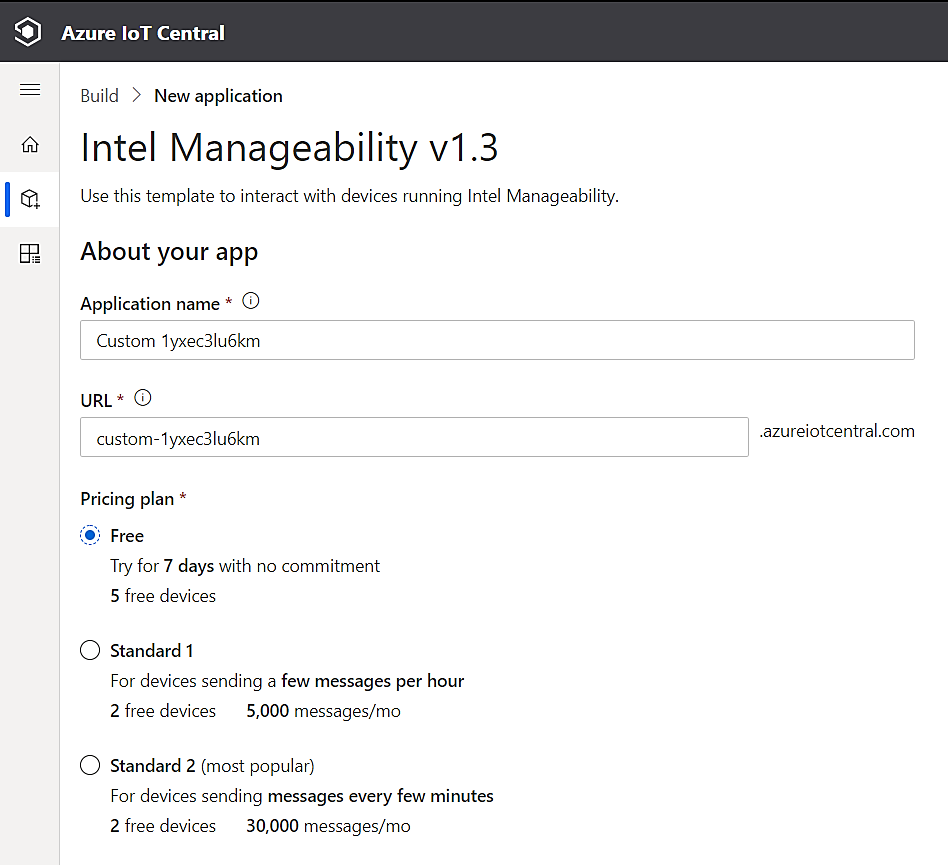 Azure IoT Central
Build > New application
Intel Manageability v1.3
Use this template to interact with devices running Intel Manageability.
About your app
Application name *
Custom 1yxec3lu6km
URL *
custom-1yxec3lu6km .azureiotcentral.com
Pricing plan *
Free
Try for 7 days with no commitment
5 free devices
Standard 1
For devices sending a few messages per hour
2 free devices 5,000 messages/mo
Standard 2 (most popular)
For devices sending messages every few minutes
2 free devices 30,000 messages/mo